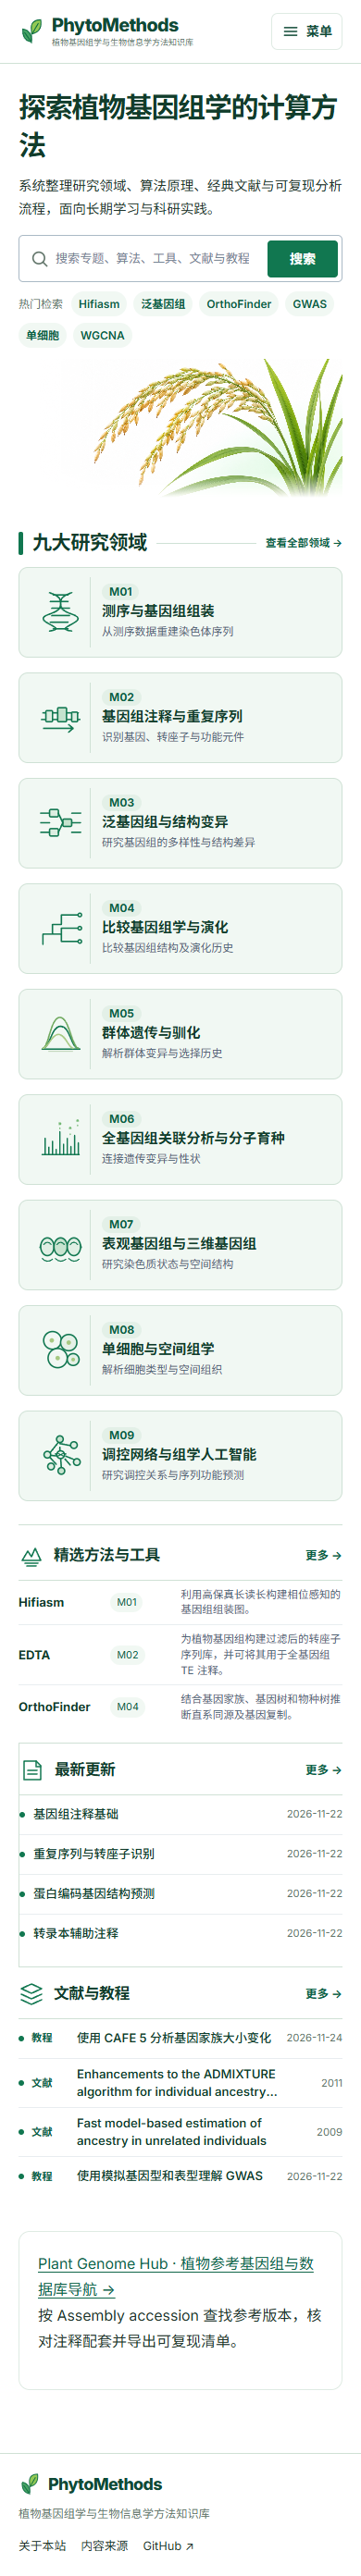 PhytoMethods
植物基因组学与生物信息学方法知识库
菜单
探索植物基因组学的计算方
法
系统整理研究领域、算法原理、经典文献与可复现分析
流程，面向长期学习与科研实践。
搜索专题、算法、工具、文献与教程
搜索
热门检索 Hifiasm 泛基因组 OrthoFinder GWAS
单细胞 WGCNA
九大研究领域
查看全部领域 →
M01
测序与基因组组装
从测序数据重建染色体序列
M02
基因组注释与重复序列
识别基因、转座子与功能元件
M03
泛基因组与结构变异
研究基因组的多样性与结构差异
M04
比较基因组学与演化
比较基因组结构及演化历史
M05
群体遗传与驯化
解析群体变异与选择历史
M06
全基因组关联分析与分子育种
连接遗传变异与性状
M07
表观基因组与三维基因组
研究染色质状态与空间结构
M08
单细胞与空间组学
解析细胞类型与空间组织
M09
调控网络与组学人工智能
研究调控关系与序列功能预测
精选方法与工具
更多 →
Hifiasm M01 利用高保真长读长构建相位感知的
基因组组装图。
EDTA M02 为植物基因组构建过滤后的转座子
序列库，并可将其用于全基因组
TE 注释。
OrthoFinder M04 结合基因家族、基因树和物种树推
断直系同源及基因复制。
最新更新
更多 →
基因组注释基础 2026-11-22
重复序列与转座子识别 2026-11-22
蛋白编码基因结构预测 2026-11-22
转录本辅助注释 2026-11-22
文献与教程
更多 →
教程 使用 CAFE 5 分析基因家族大小变化 2026-11-24
文献 Enhancements to the ADMIXTURE
algorithm for individual ancestry... 2011
文献 Fast model-based estimation of
ancestry in unrelated individuals 2009
教程 使用模拟基因型和表型理解 GWAS 2026-11-22
Plant Genome Hub · 植物参考基因组与数
据库导航 →
按 Assembly accession 查找参考版本，核
对注释配套并导出可复现清单。
PhytoMethods
植物基因组学与生物信息学方法知识库
关于本站 内容来源 GitHub ↗